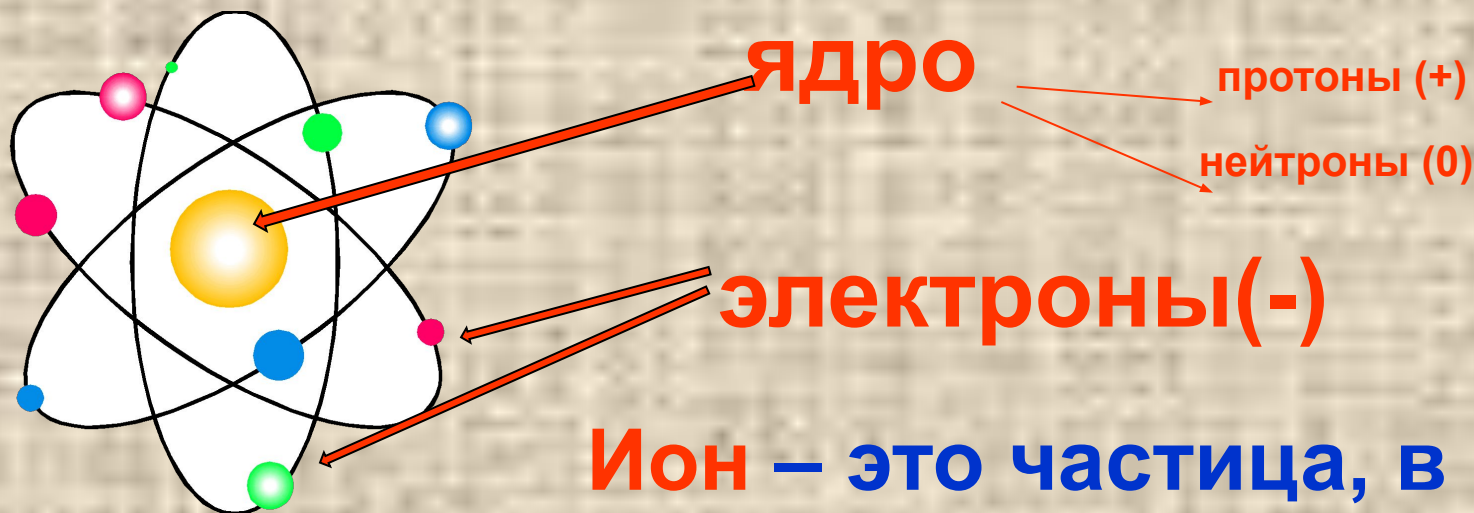 ядро
протоны (+)
нейтроны (0)
электроны(-)
Ион – это частица, в